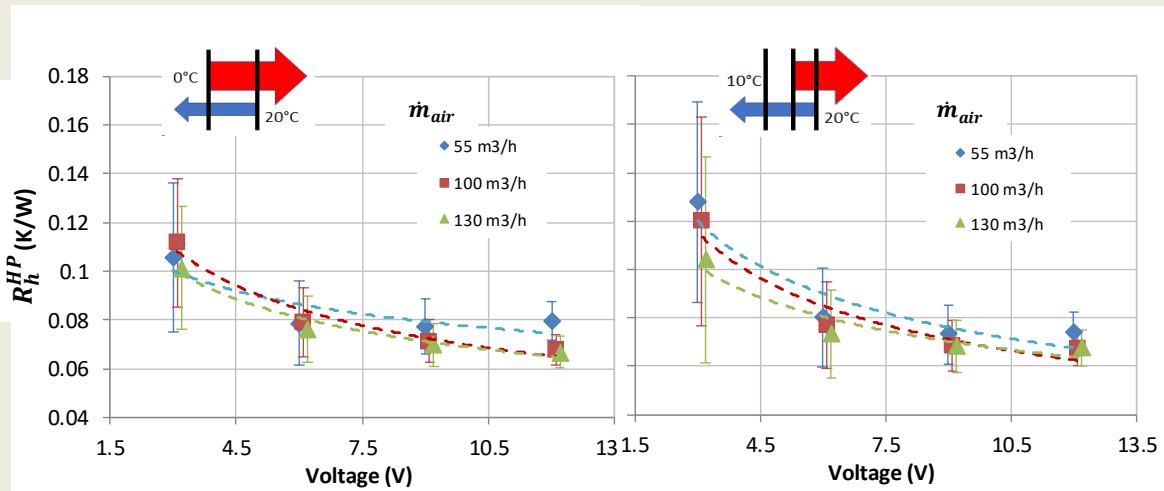 0.18
0.16
0.14
0.12
0.1
0.08
0.06
0.04
R_h^HP (K/W)
0°C
20°C
ṁ_air
55 m3/h
100 m3/h
130 m3/h
1.5 4.5 7.5 10.5 13
Voltage (V)
10°C
20°C
ṁ_air
55 m3/h
100 m3/h
130 m3/h
1.5 4.5 7.5 10.5 13.5
Voltage (V)